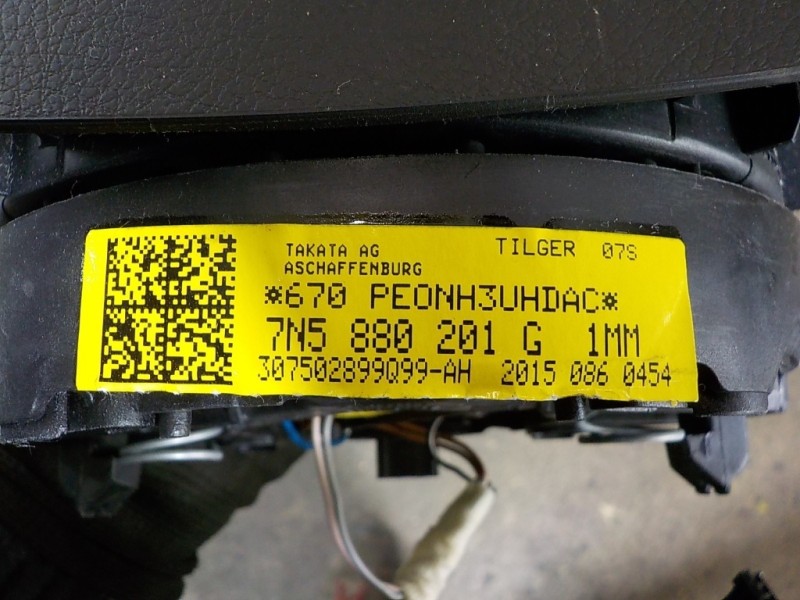 TAKATA AG TILGER 07S
ASCHAFFENBURG
*670 PEONH3UHDAC*
7N5 880 201 G 1MM
307502899Q99-AH 2015 086 0454